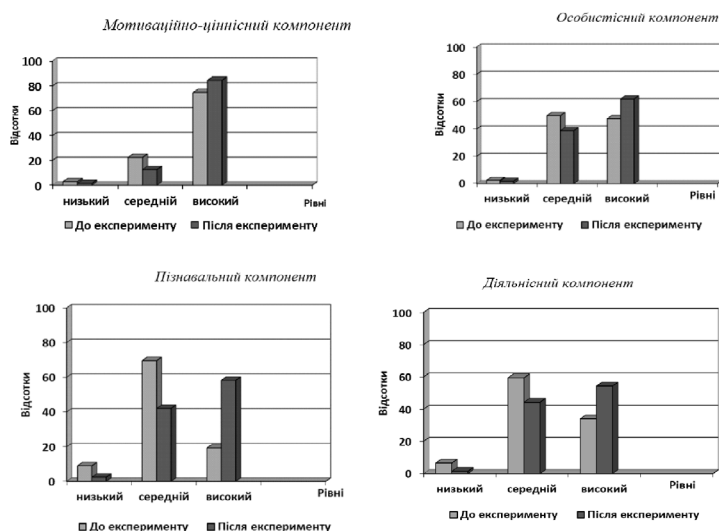 Мотиваційно-ціннісний компонент
100
80
60
40
20
0
Відсотки
низький середній високий Рівні
До експерименту Після експерименту
Особистісний компонент
100
80
60
40
20
0
Відсотки
низький середній високий Рівні
До експерименту Після експерименту
Пізнавальний компонент
100
80
60
40
20
0
Відсотки
низький середній високий Рівні
До експерименту Після експерименту
Діяльнісний компонент
100
80
60
40
20
0
Відсотки
низький середній високий Рівні
До експерименту Після експерименту